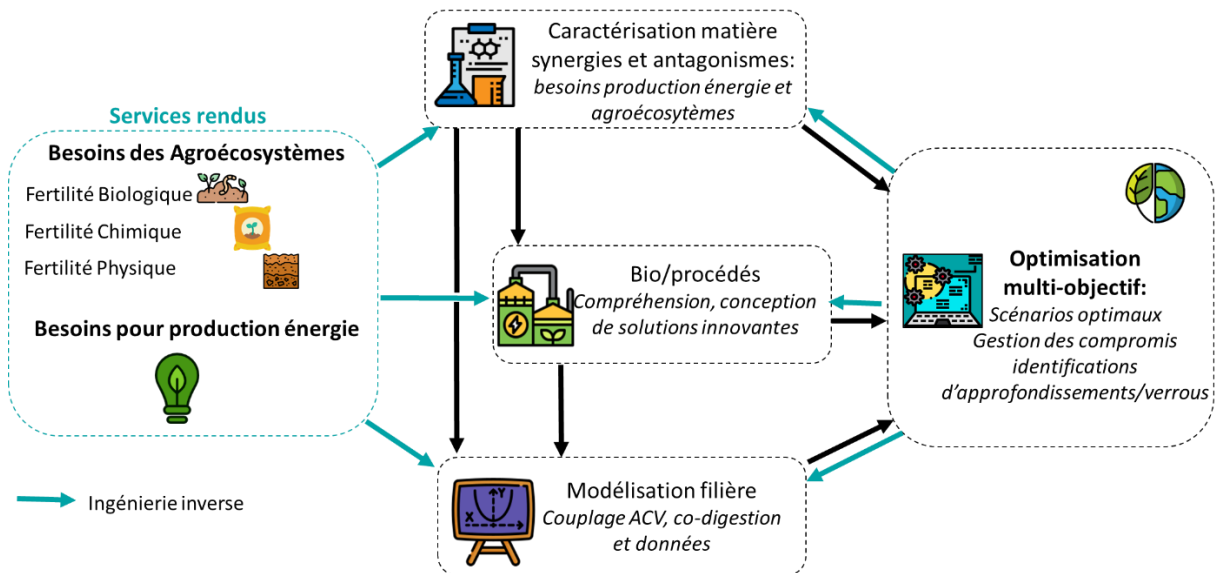 Services rendus
Besoins des Agroécosystèmes
Fertilité Biologique
Fertilité Chimique
Fertilité Physique
Besoins pour production énergie
Ingénierie inverse
Caractérisation matière
synergies et antagonismes:
besoins production énergie et
agroécosytèmes
Bio/procédés
Compréhension, conception
de solutions innovantes
Modélisation filière
Couplage ACV, co-digestion
et données
Y
X
Optimisation
multi-objectif:
Scénarios optimaux
Gestion des compromis
identifications
d'approfondissements/verrous